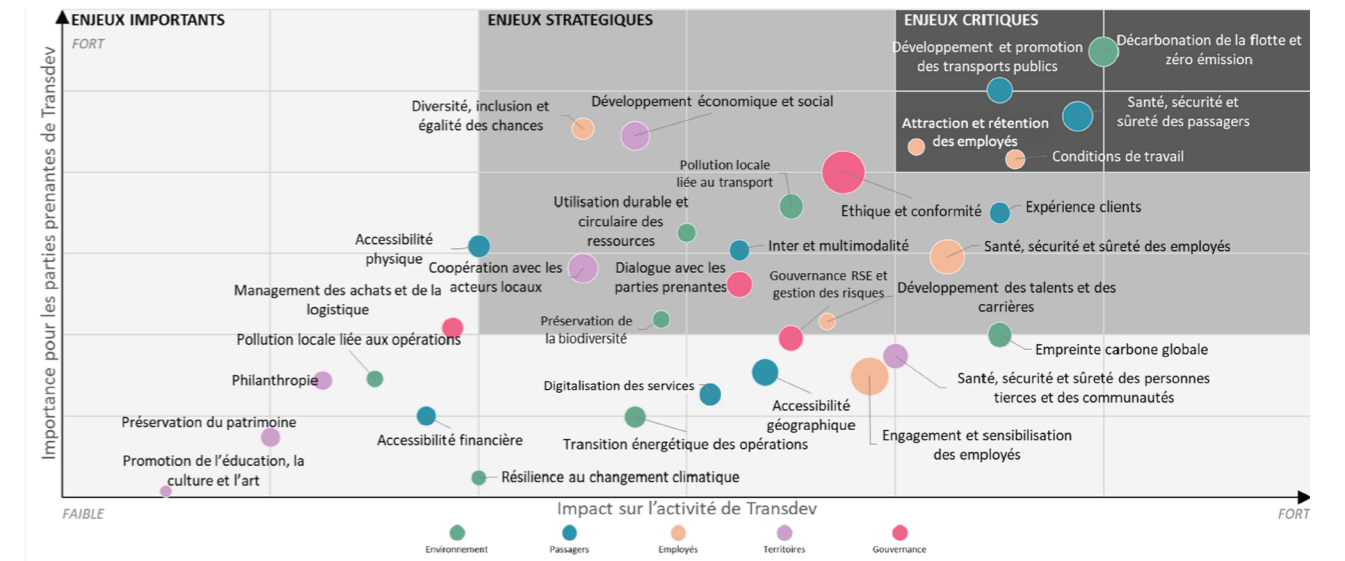 ENJEUX IMPORTANTS
ENJEUX STRATEGIQUES
ENJEUX CRITIQUES
FORT
Importance pour les parties prenantes de Transdev
Développement et promotion
des transports publics
Décarbonation de la flotte et
zéro émission
Diversité, inclusion et
égalité des chances
Développement économique et social
Santé, sécurité et
sûreté des passagers
Attraction et rétention
des employés
Conditions de travail
Pollution locale
liée au transport
Utilisation durable et
circulaire des
ressources
Ethique et conformité
Expérience clients
Accessibilité
physique
Inter et multimodalité
Santé, sécurité et sûreté des employés
Coopération avec les
acteurs locaux
Dialogue avec les
parties prenantes
Gouvernance RSE et
gestion des risques
Développement des talents et des
carrières
Management des achats et de la
logistique
Préservation de
la biodiversité
Pollution locale liée aux opérations
Empreinte carbone globale
Philanthropie
Digitalisation des services
Santé, sécurité et sûreté des personnes
tierces et des communautés
Accessibilité
géographique
Préservation du patrimoine
Accessibilité financière
Transition énergétique des opérations
Engagement et sensibilisation
des employés
Promotion de l'éducation, la
culture et l'art
Résilience au changement climatique
FAIBLE
Impact sur l'activité de Transdev
FORT
Environnement
Passagers
Employés
Territoires
Gouvernance